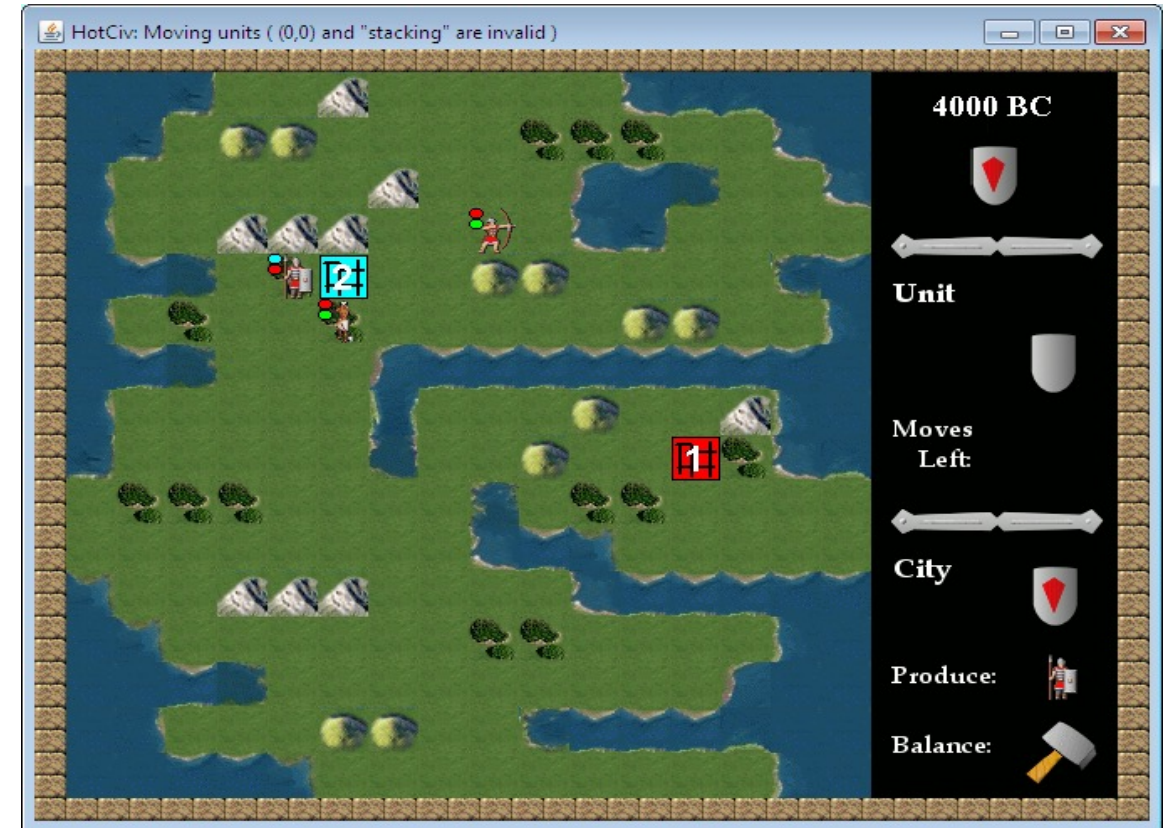 HotCiv: Moving units ( (0,0) and "stacking" are invalid )
4000 BC
Unit
2
Moves
Left:
1
City
Produce:
Balance: